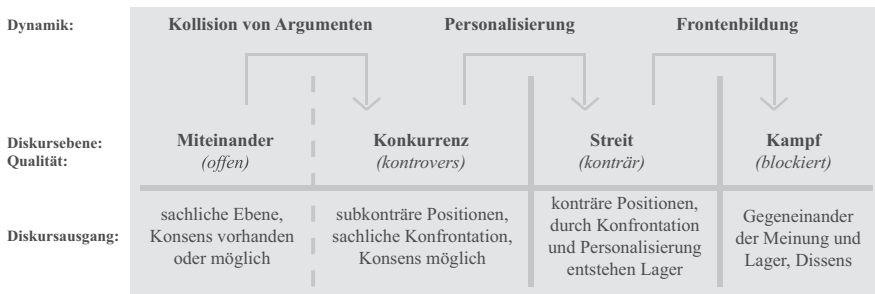 Dynamik: Kollision von Argumenten Personalisierung Frontenbildung
Diskursebene: Miteinander Konkurrenz Streit Kampf
Qualität: (offen) (kontrovers) (konträr) (blockiert)
Diskursausgang:
sachliche Ebene,
Konsens vorhanden
oder möglich
subkonträre Positionen,
sachliche Konfrontation,
Konsens möglich
konträre Positionen,
durch Konfrontation
und Personalisierung
entstehen Lager
Gegeneinander
der Meinung und
Lager, Dissens